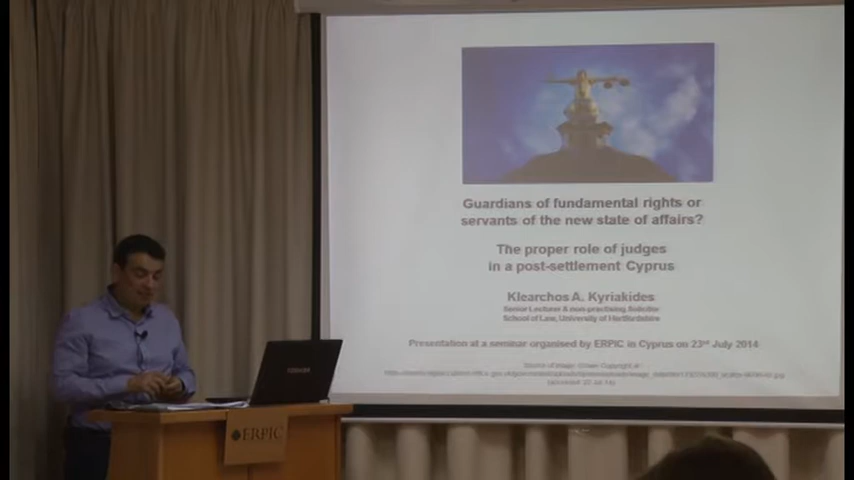 Guardians of fundamental rights or
servants of the new state of affairs?
The proper role of judges
in a post-settlement Cyprus
Klearchos A. Kyriakides
Senior Lecturer & non-practising Solicitor
School of Law, University of Hertfordshire
Presentation at a seminar organised by ERPIC in Cyprus on 23rd July 2014
TOSHIBA
ERPIC